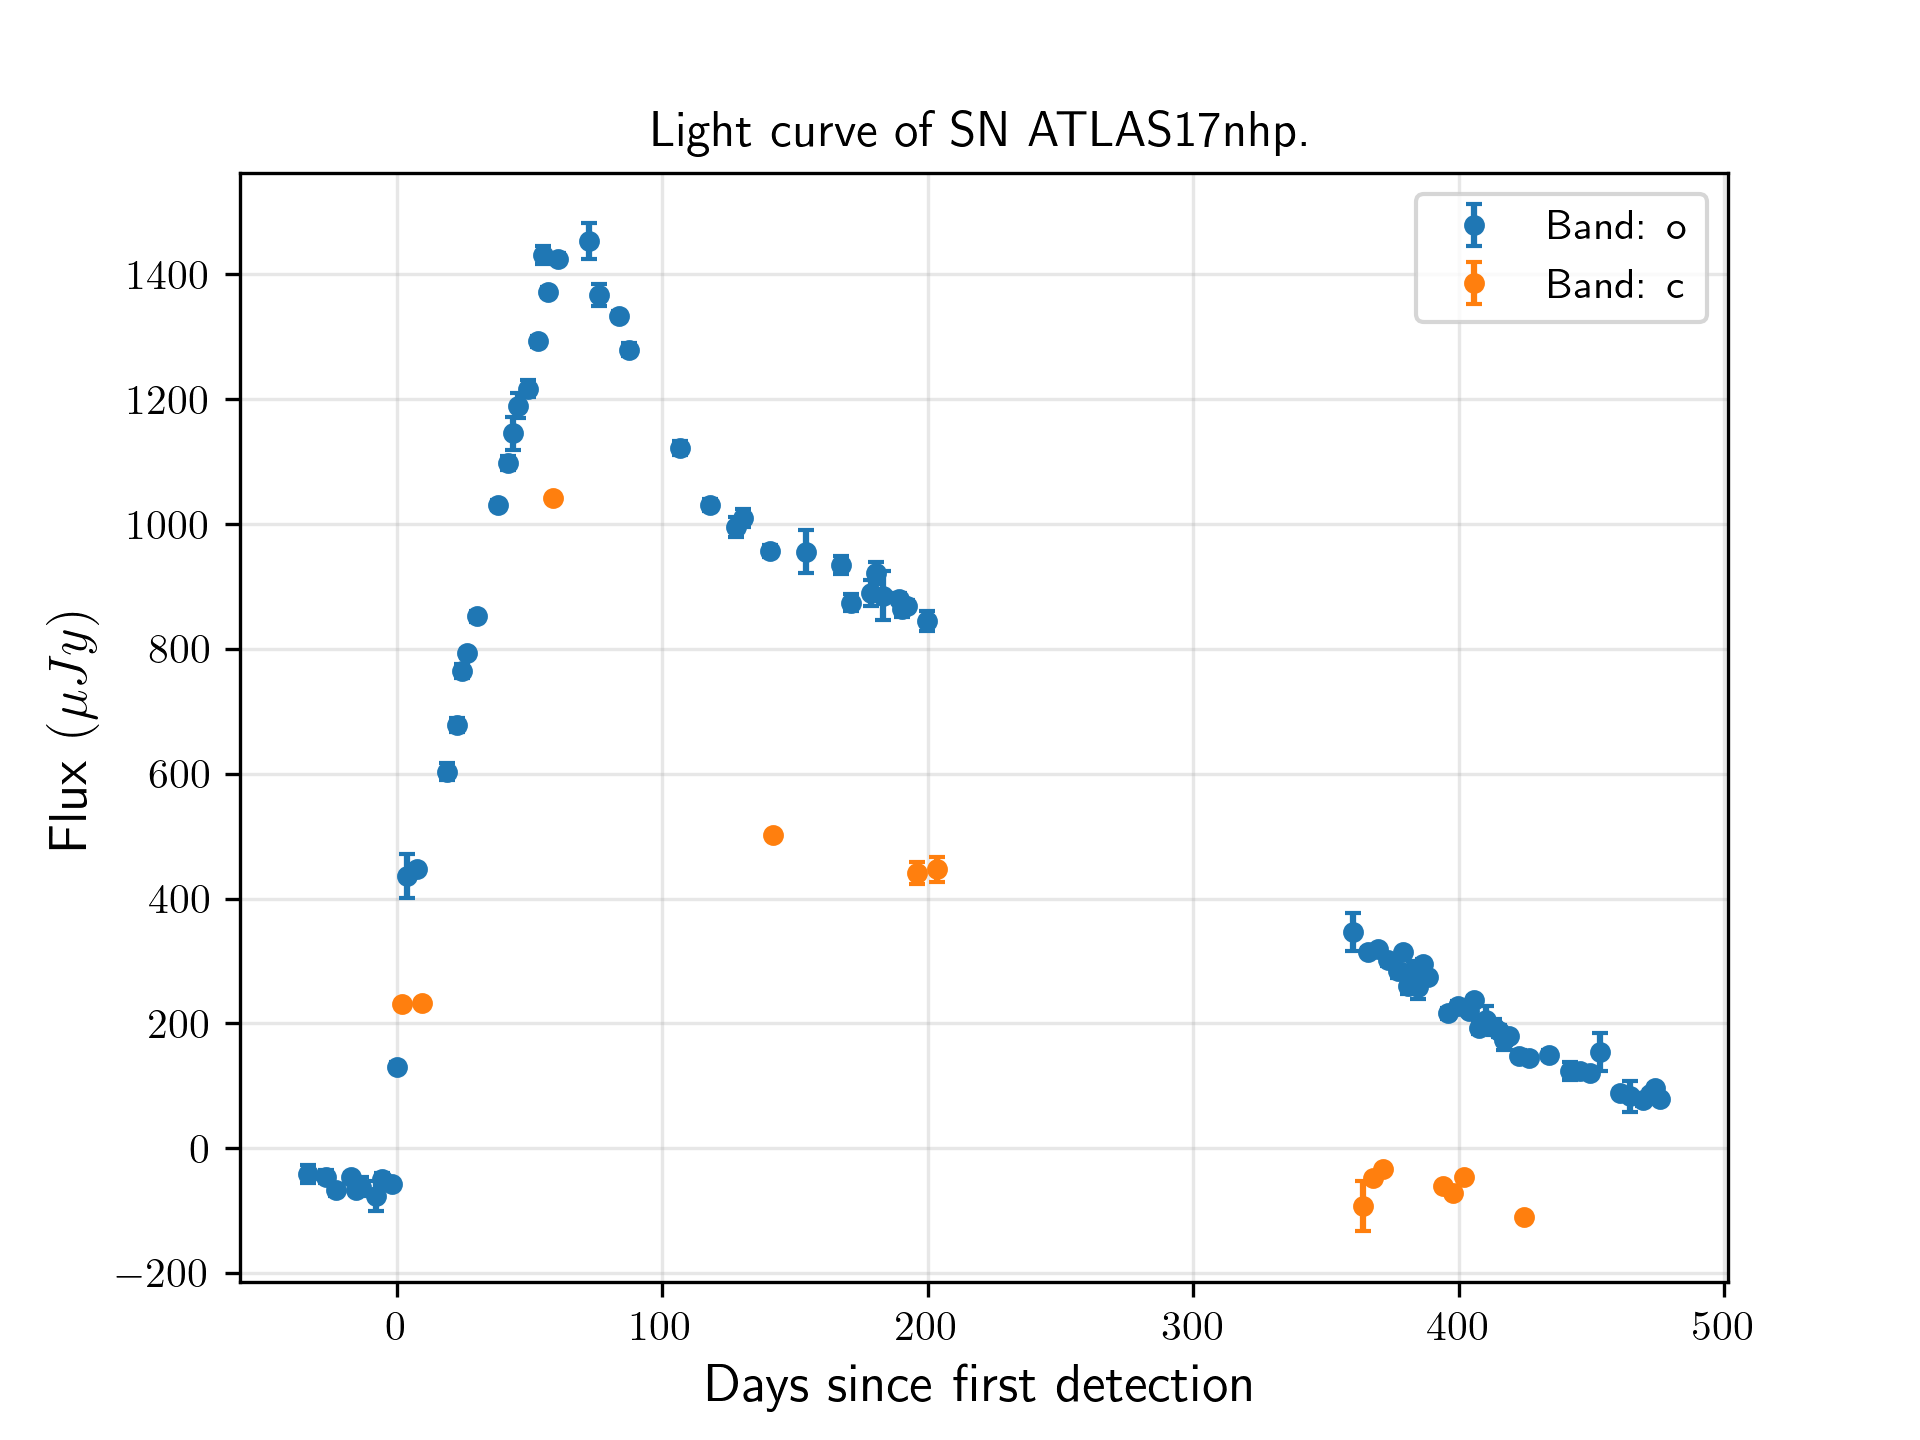 Light curve of SN ATLAS17nhp.
Band: o
Band: c
1400
1200
1000
800
600
400
200
0
−200
Flux (μJy)
0 100 200 300 400 500
Days since first detection